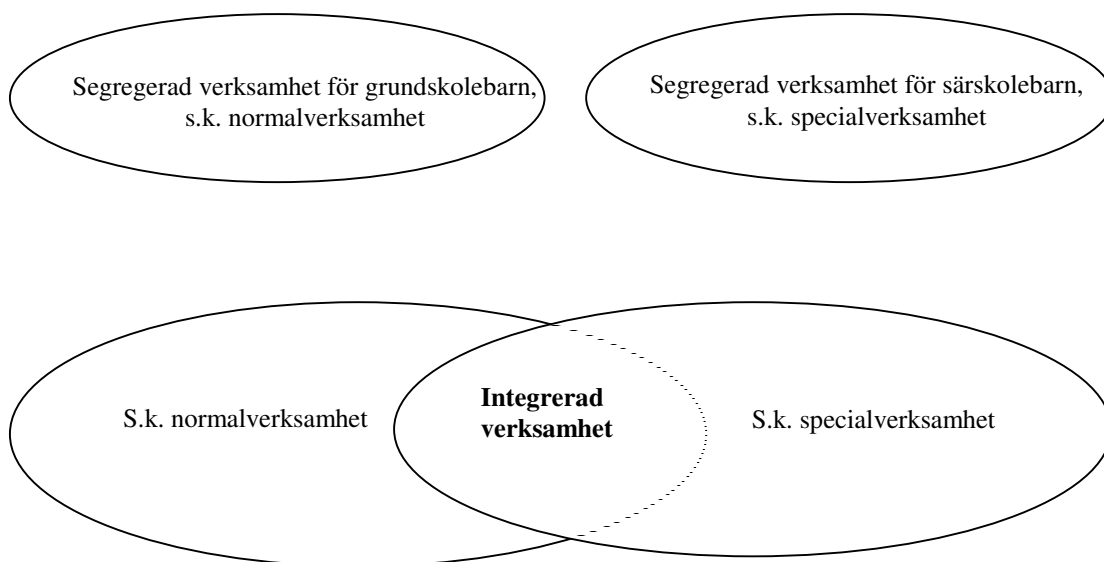 Segregerad verksamhet för grundskolebarn,
s.k. normalverksamhet
Segregerad verksamhet för särskolebarn,
s.k. specialverksamhet
S.k. normalverksamhet
Integrerad
verksamhet
S.k. specialverksamhet